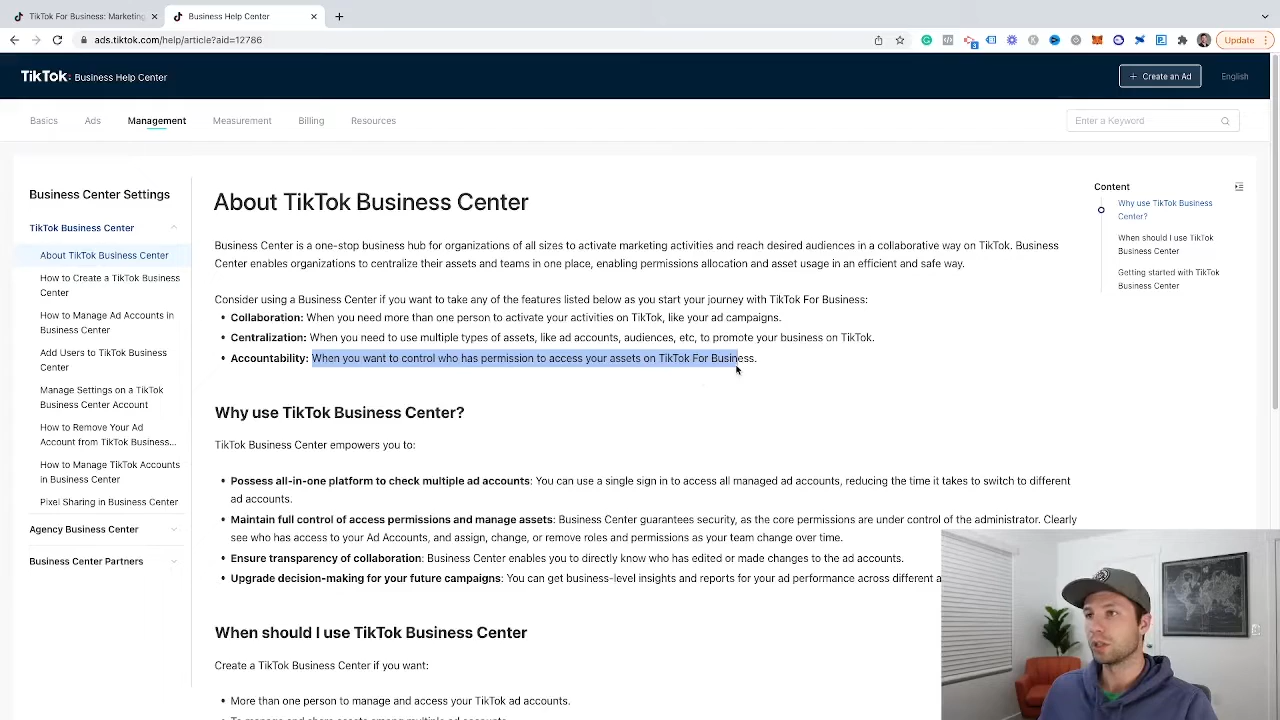 TikTok For Business: Marketing
Business Help Center
ads.tiktok.com/help/article?aid=12786
Update
TikTok: Business Help Center
+ Create an Ad
English
Basics
Ads
Management
Measurement
Billing
Resources
Enter a Keyword
Business Center Settings
TikTok Business Center
About TikTok Business Center
How to Create a TikTok Business
Center
How to Manage Ad Accounts in
Business Center
Add Users to TikTok Business
Center
Manage Settings on a TikTok
Business Center Account
How to Remove Your Ad
Account from TikTok Business...
How to Manage TikTok Accounts
in Business Center
Pixel Sharing in Business Center
Agency Business Center
Business Center Partners
About TikTok Business Center
Business Center is a one-stop business hub for organizations of all sizes to activate marketing activities and reach desired audiences in a collaborative way on TikTok. Business
Center enables organizations to centralize their assets and teams in one place, enabling permissions allocation and asset usage in an efficient and safe way.
Consider using a Business Center if you want to take any of the features listed below as you start your journey with TikTok For Business:
• Collaboration: When you need more than one person to activate your activities on TikTok, like your ad campaigns.
• Centralization: When you need to use multiple types of assets, like ad accounts, audiences, etc, to promote your business on TikTok.
• Accountability: When you want to control who has permission to access your assets on TikTok For Business.
Why use TikTok Business Center?
TikTok Business Center empowers you to:
• Possess all-in-one platform to check multiple ad accounts: You can use a single sign in to access all managed ad accounts, reducing the time it takes to switch to different
ad accounts.
• Maintain full control of access permissions and manage assets: Business Center guarantees security, as the core permissions are under control of the administrator. Clearly
see who has access to your Ad Accounts, and assign, change, or remove roles and permissions as your team change over time.
• Ensure transparency of collaboration: Business Center enables you to directly know who has edited or made changes to the ad accounts.
• Upgrade decision-making for your future campaigns: You can get business-level insights and reports for your ad performance across different a
When should I use TikTok Business Center
Create a TikTok Business Center if you want:
• More than one person to manage and access your TikTok ad accounts.
• To manage and share assets among multiple ad accounts.
Content
Why use TikTok Business
Center?
When should I use TikTok
Business Center
Getting started with TikTok
Business Center